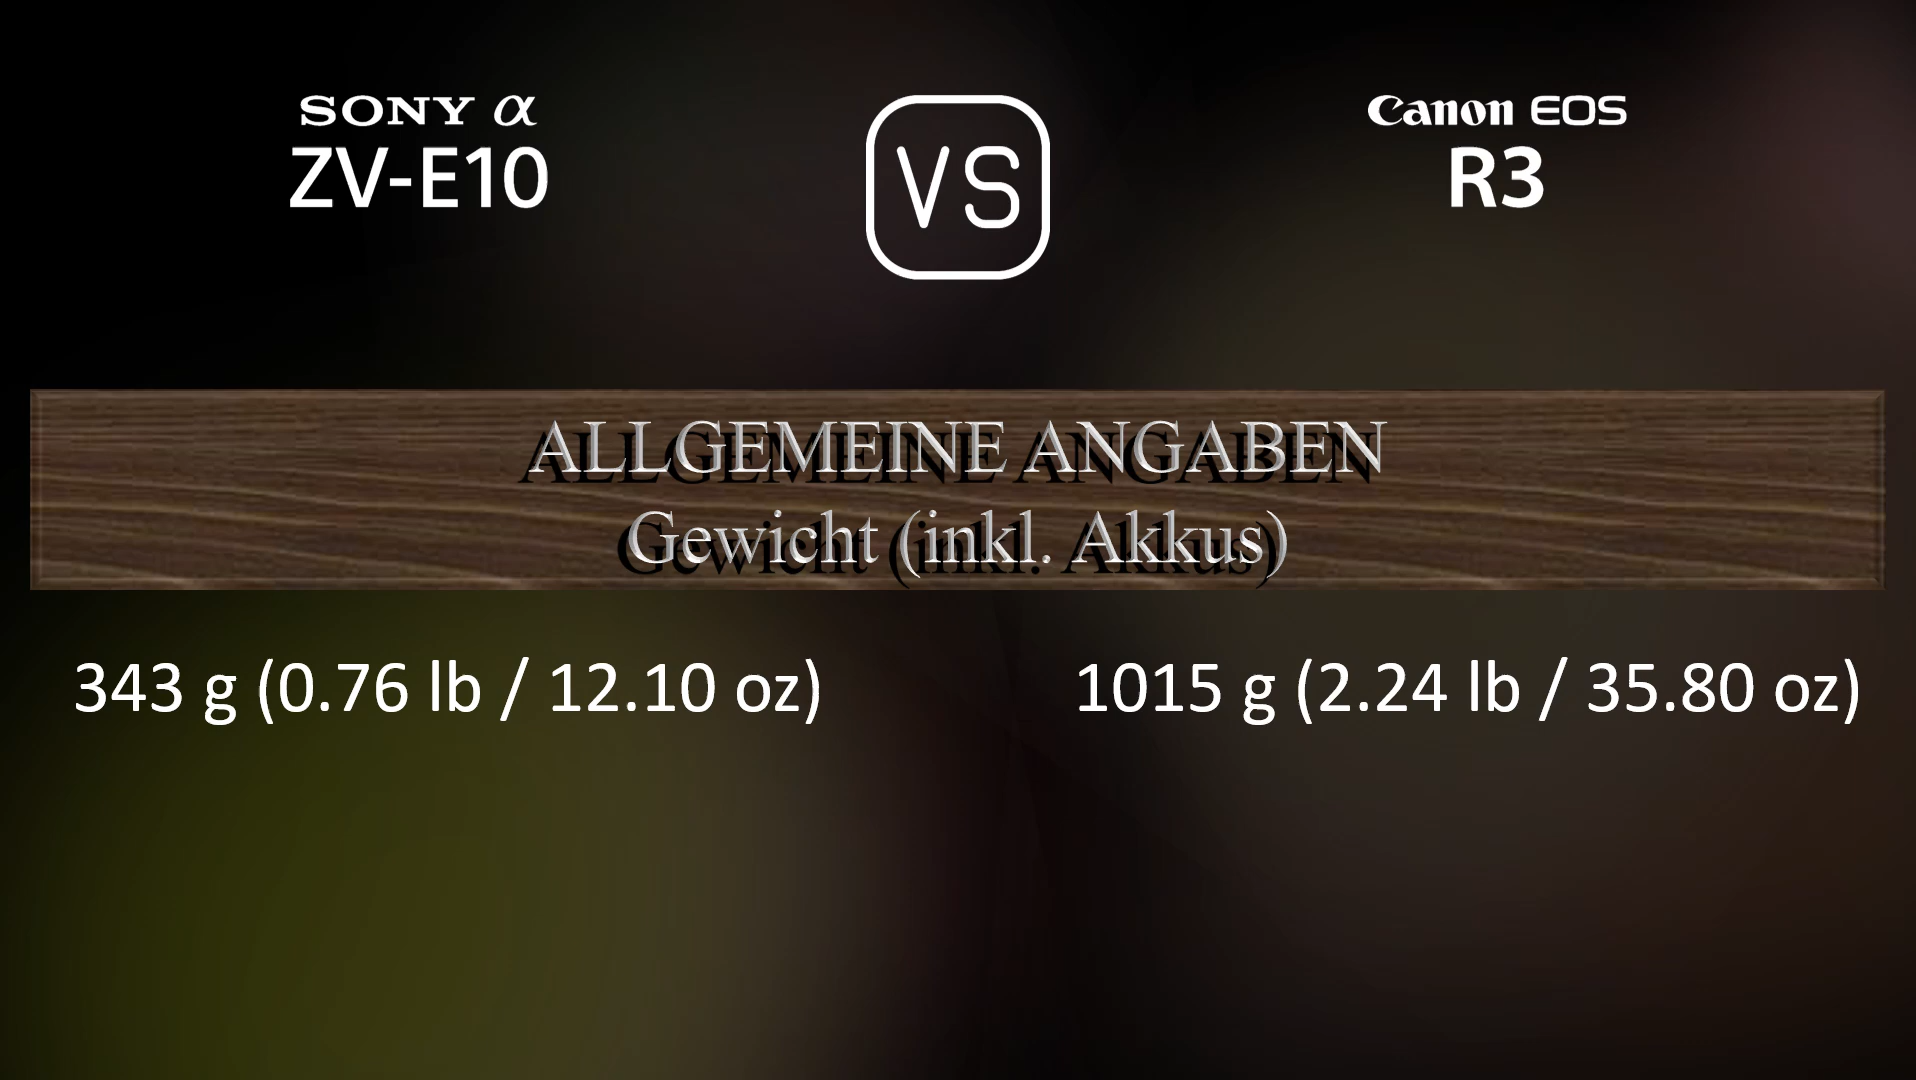 SONY α
ZV-E10
VS
Canon EOS
R3
ALLGEMEINE ANGABEN
Gewicht (inkl. Akkus)
343 g (0.76 lb / 12.10 oz)
1015 g (2.24 lb / 35.80 oz)